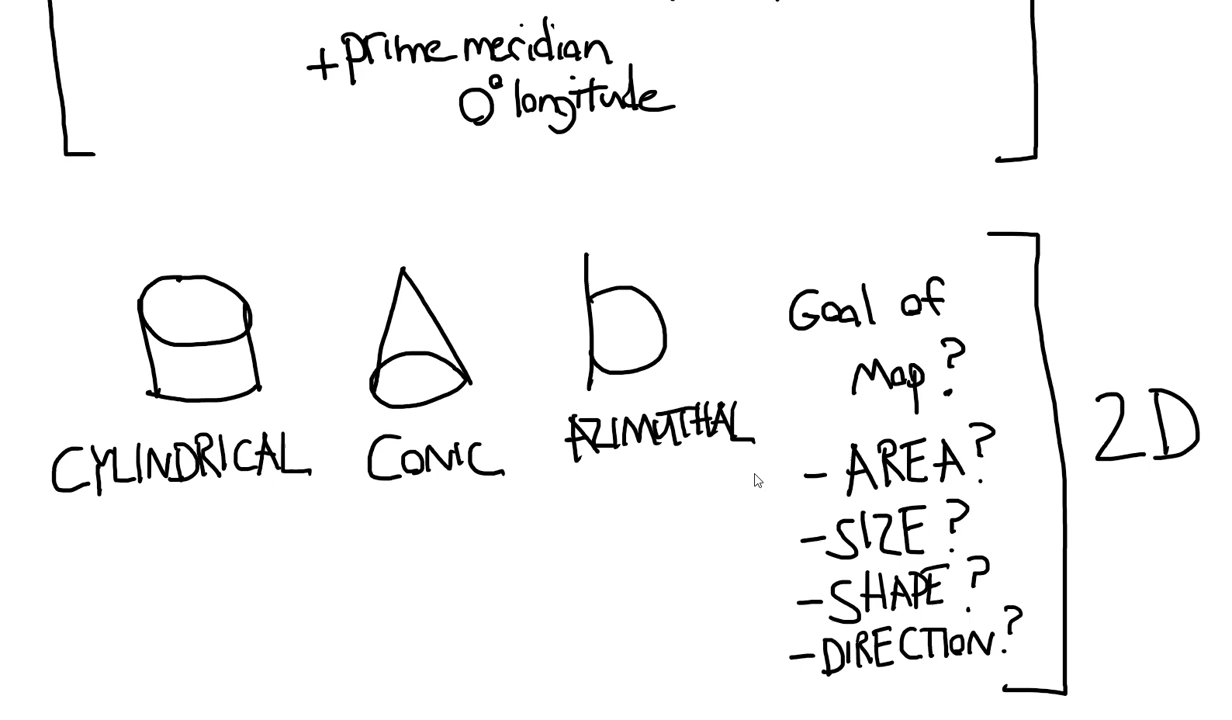 + prime meridian
0° longitude
CYLINDRICAL
CONIC
AZIMUTHAL
Goal of
Map?
- AREA?
- SIZE?
- SHAPE?
- DIRECTION?
2D